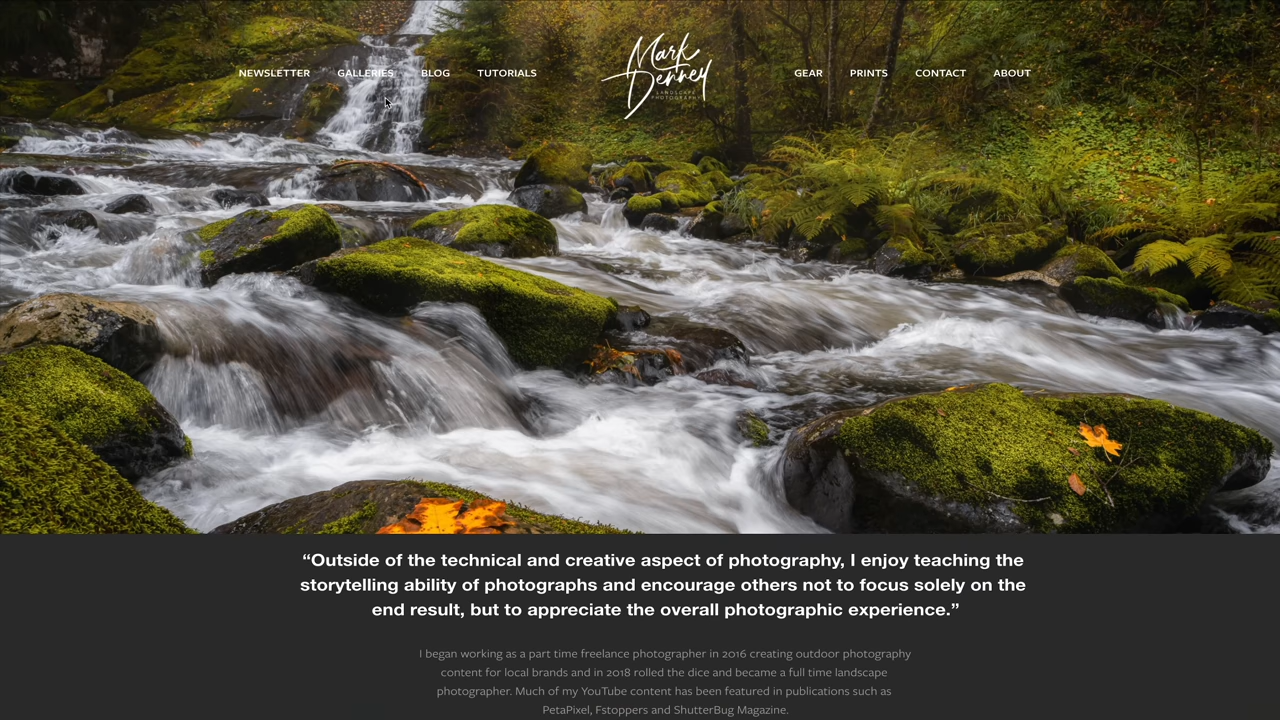 NEWSLETTER GALLERIES BLOG TUTORIALS
Mark
Denney
LANDSCAPE
PHOTOGRAPHY
GEAR PRINTS CONTACT ABOUT
“Outside of the technical and creative aspect of photography, I enjoy teaching the
storytelling ability of photographs and encourage others not to focus solely on the
end result, but to appreciate the overall photographic experience.”
I began working as a part time freelance photographer in 2016 creating outdoor photography
content for local brands and in 2018 rolled the dice and became a full time landscape
photographer. Much of my YouTube content has been featured in publications such as
PetaPixel, Fstoppers and ShutterBug Magazine.